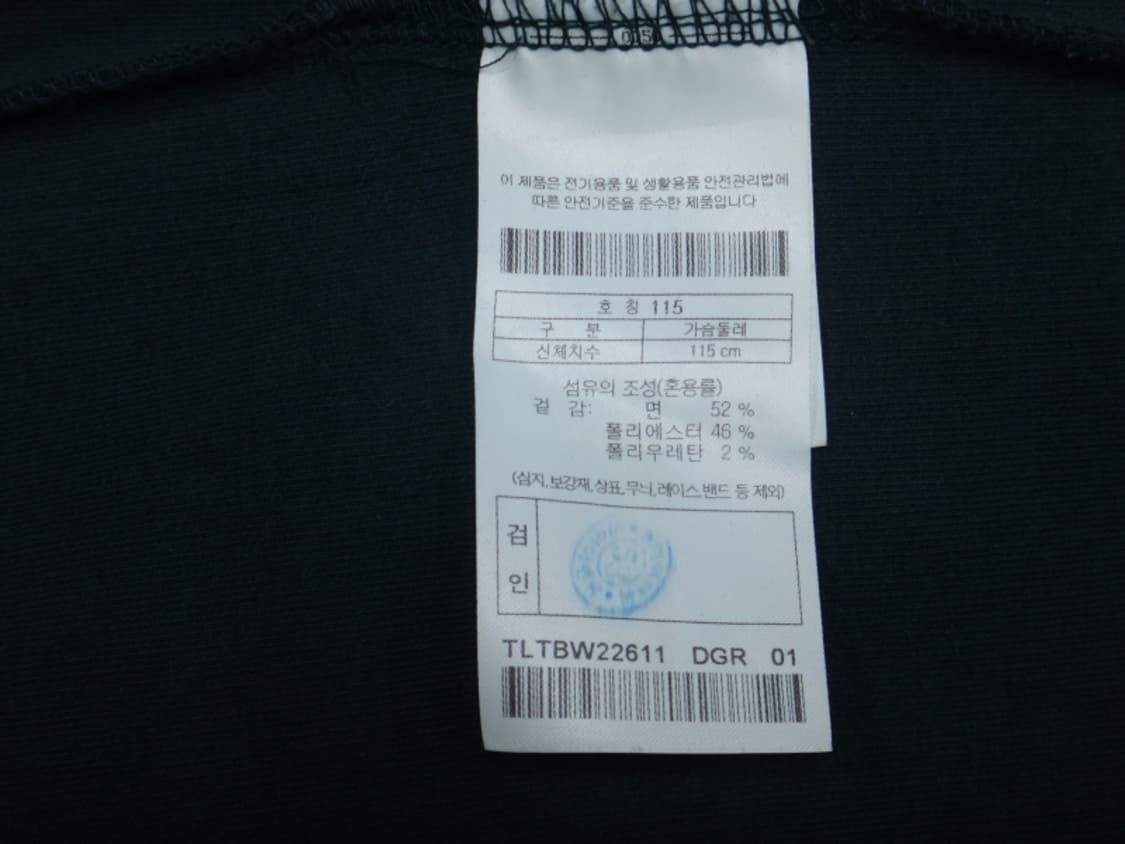 115
이 제품은 전기용품 및 생활용품 안전관리법에
따른 안전기준을 준수한 제품입니다
호 칭 115
구 분 가슴둘레
신체치수 115 cm
섬유의 조성(혼용률)
겉 감: 면 52 %
폴리에스터 46 %
폴리우레탄 2 %
(심지,보강재,상표,무늬,레이스,밴드 등 제외)
검
인
TLTBW22611 DGR 01